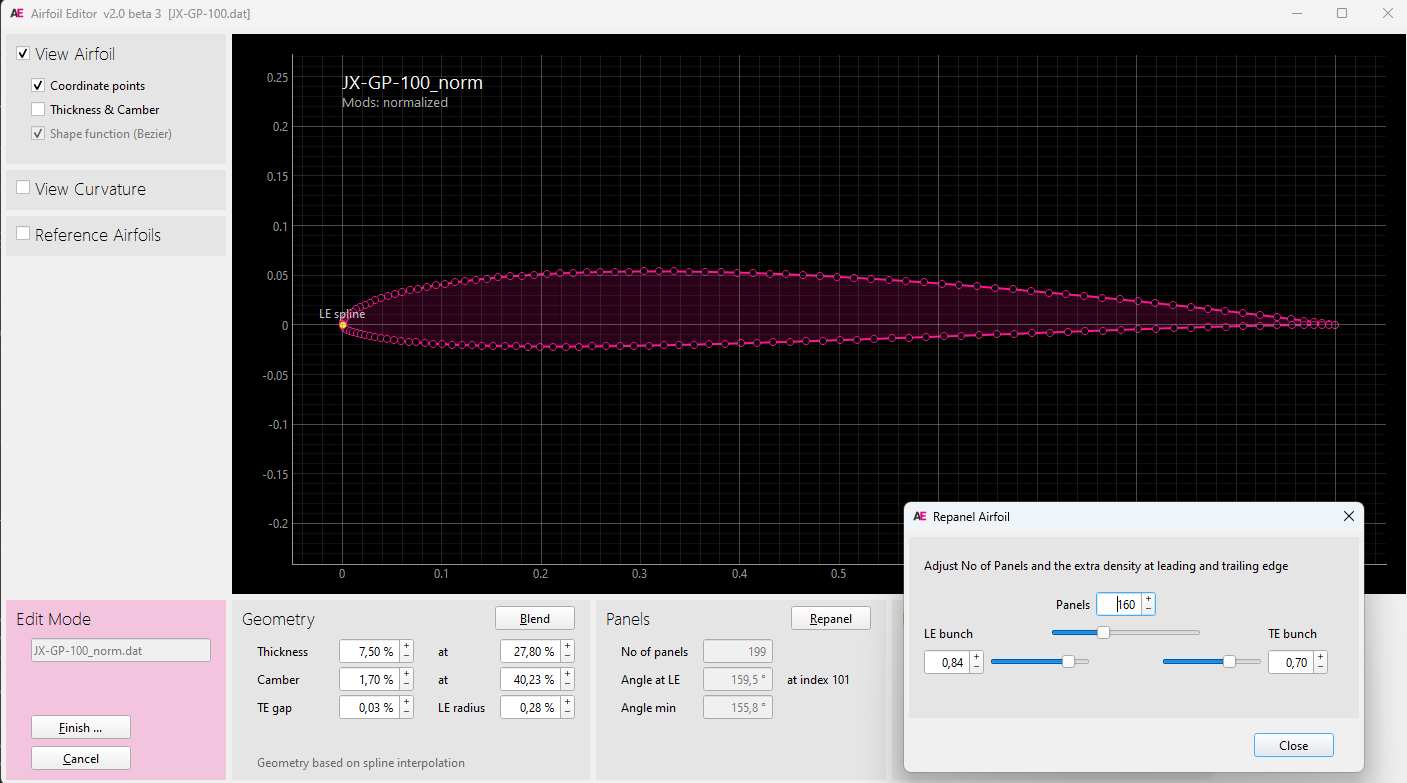 AE Airfoil Editor v2.0 beta 3 [JX-GP-100.dat]
View Airfoil
Coordinate points
Thickness & Camber
Shape function (Bezier)
View Curvature
Reference Airfoils
JX-GP-100_norm
Mods: normalized
0.25
0.2
0.15
0.1
0.05
0
-0.05
-0.1
-0.15
-0.2
LE spline
0 0.1 0.2 0.3 0.4 0.5
Edit Mode
JX-GP-100_norm.dat
Finish ...
Cancel
Geometry
Blend
Thickness 7,50 % at 27,80 %
Camber 1,70 % at 40,23 %
TE gap 0,03 % LE radius 0,28 %
Geometry based on spline interpolation
Panels
Repanel
No of panels 199
Angle at LE 159,5 ° at index 101
Angle min 155,8 °
AE Repanel Airfoil
Adjust No of Panels and the extra density at leading and trailing edge
Panels 160
LE bunch TE bunch
0,84 0,70
Close